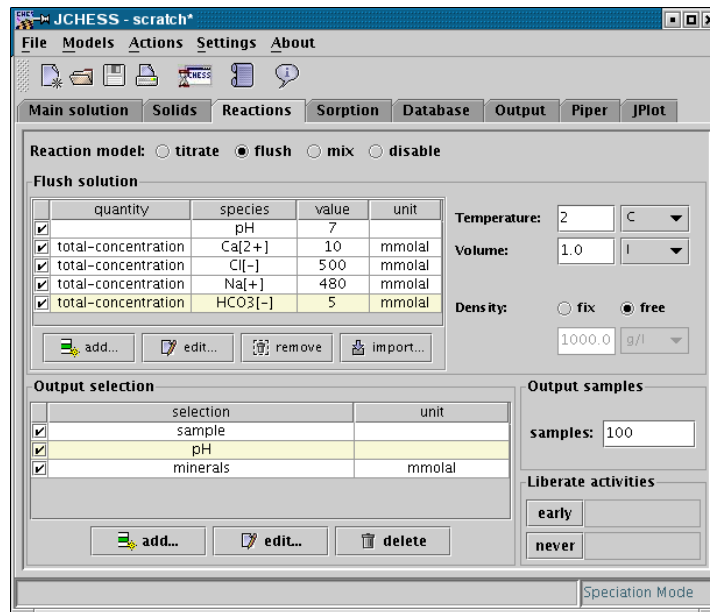 JCHESS - scratch*
File Models Actions Settings About
CHESS
Main solution Solids Reactions Sorption Database Output Piper JPlot
Reaction model: titrate flush mix disable
Flush solution
quantity species value unit
pH 7
total-concentration Ca[2+] 10 mmolal
total-concentration Cl[-] 500 mmolal
total-concentration Na[+] 480 mmolal
total-concentration HCO3[-] 5 mmolal
add... edit... remove import...
Temperature: 2 C
Volume: 1.0 l
Density: fix free
1000.0 g/l
Output selection
selection unit
sample
pH
minerals mmolal
add... edit... delete
Output samples
samples: 100
Liberate activities
early
never
Speciation Mode